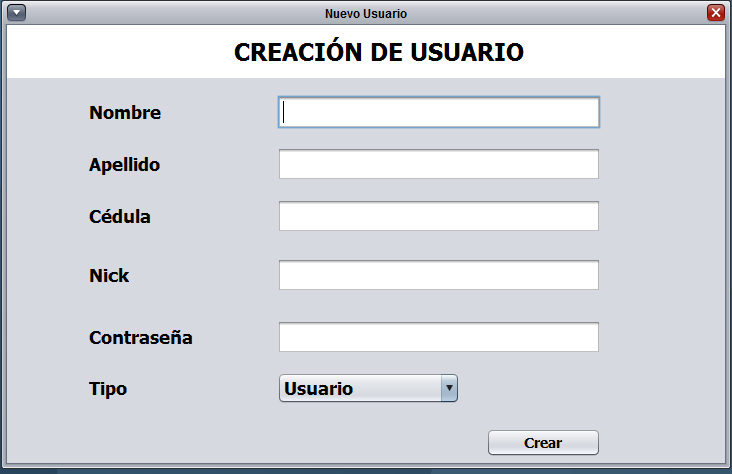 Nuevo Usuario
CREACIÓN DE USUARIO
Nombre
Apellido
Cédula
Nick
Contraseña
Tipo
Usuario
Crear